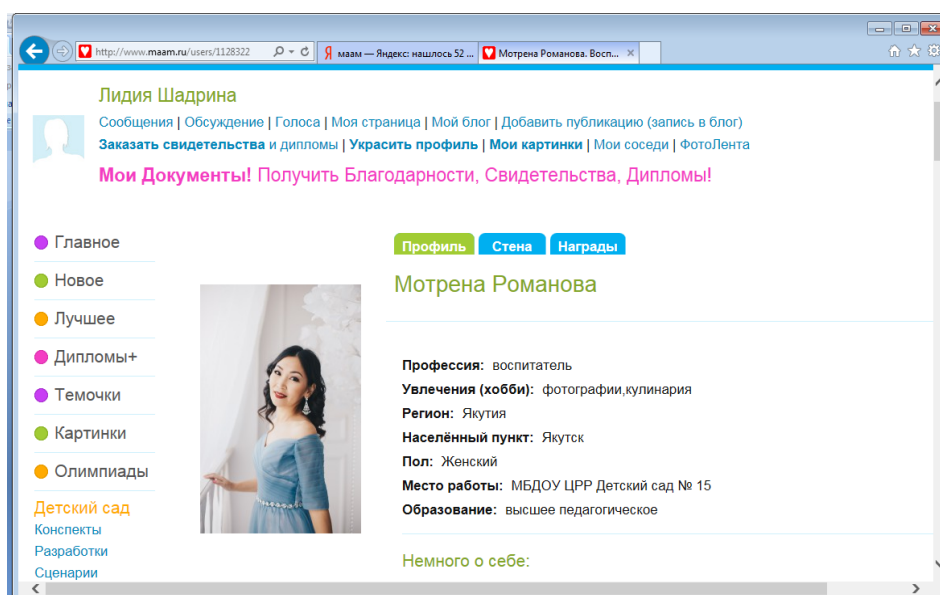 http://www.maam.ru/users/1128322
маам — Яндекс: нашлось 52 ...
Мотрена Романова. Восп...
Лидия Шадрина
Сообщения | Обсуждение | Голоса | Моя страница | Мой блог | Добавить публикацию (запись в блог)
Заказать свидетельства и дипломы | Украсить профиль | Мои картинки | Мои соседи | ФотоЛента
Мои Документы! Получить Благодарности, Свидетельства, Дипломы!
Главное
Новое
Лучшее
Дипломы+
Темочки
Картинки
Олимпиады
Детский сад
Конспекты
Разработки
Сценарии
Профиль
Стена
Награды
Мотрена Романова
Профессия: воспитатель
Увлечения (хобби): фотографии,кулинария
Регион: Якутия
Населённый пункт: Якутск
Пол: Женский
Место работы: МБДОУ ЦРР Детский сад № 15
Образование: высшее педагогическое
Немного о себе: